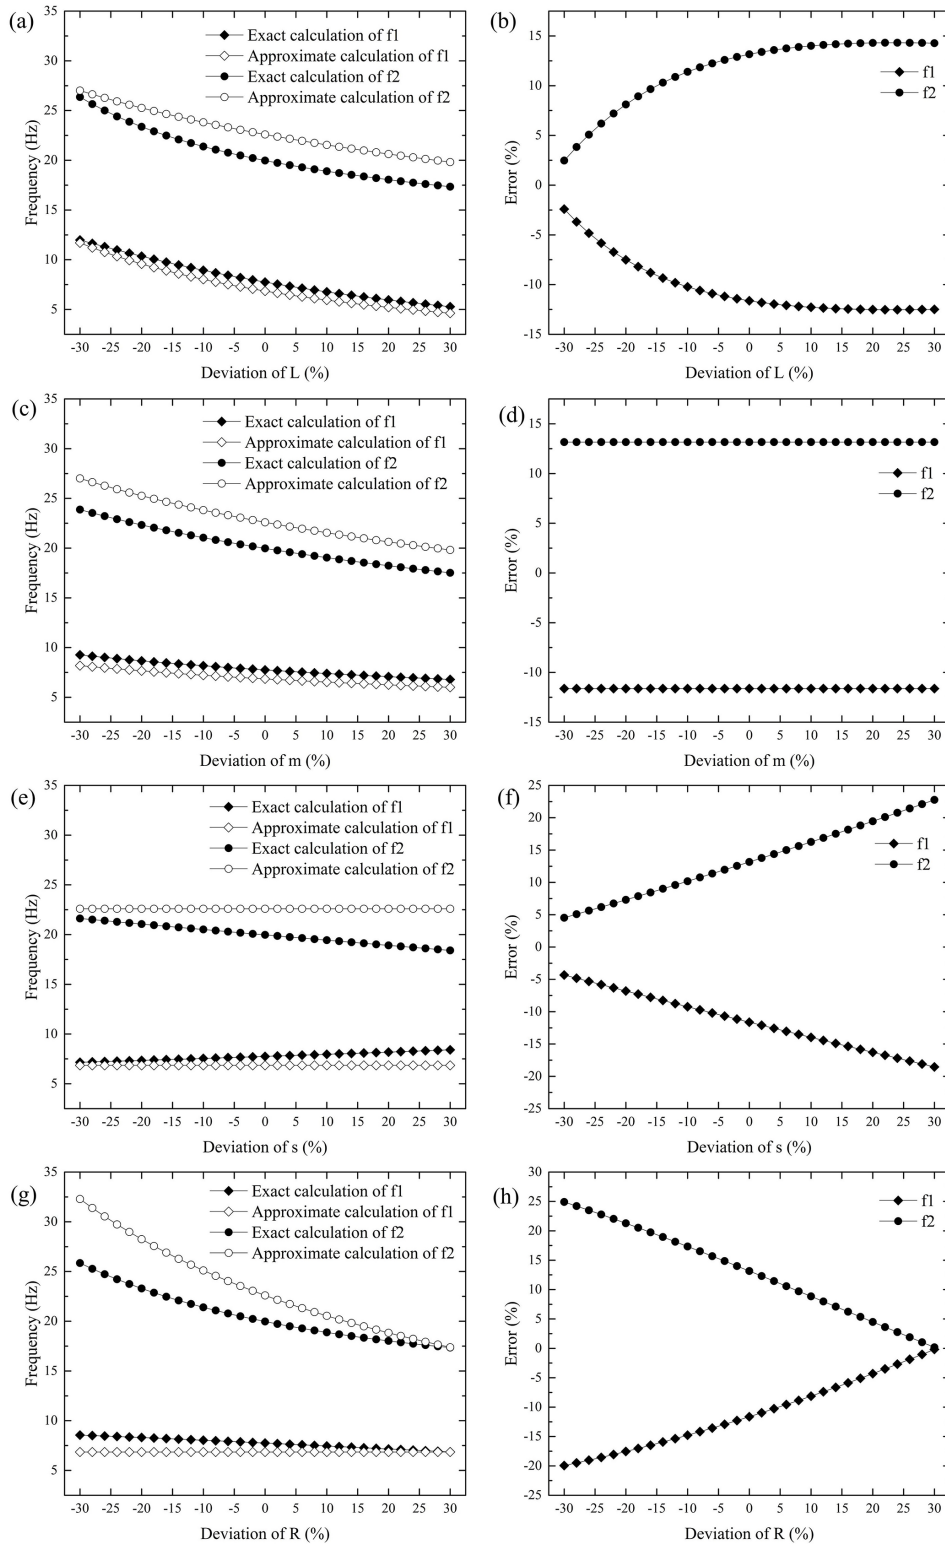 (a)
35
30
25
20
15
10
5
Frequency (Hz)
Exact calculation of f1
Approximate calculation of f1
Exact calculation of f2
Approximate calculation of f2
-30 -25 -20 -15 -10 -5 0 5 10 15 20 25 30
Deviation of L (%)
(b)
15
10
5
0
-5
-10
-15
Error (%)
f1
f2
-30 -25 -20 -15 -10 -5 0 5 10 15 20 25 30
Deviation of L (%)
(c)
35
30
25
20
15
10
5
Frequency (Hz)
Exact calculation of f1
Approximate calculation of f1
Exact calculation of f2
Approximate calculation of f2
-30 -25 -20 -15 -10 -5 0 5 10 15 20 25 30
Deviation of m (%)
(d)
15
10
5
0
-5
-10
-15
Error (%)
f1
f2
-30 -25 -20 -15 -10 -5 0 5 10 15 20 25 30
Deviation of m (%)
(e)
35
30
25
20
15
10
5
Frequency (Hz)
Exact calculation of f1
Approximate calculation of f1
Exact calculation of f2
Approximate calculation of f2
-30 -25 -20 -15 -10 -5 0 5 10 15 20 25 30
Deviation of s (%)
(f)
25
20
15
10
5
0
-5
-10
-15
-20
-25
Error (%)
f1
f2
-30 -25 -20 -15 -10 -5 0 5 10 15 20 25 30
Deviation of s (%)
(g)
35
30
25
20
15
10
5
Frequency (Hz)
Exact calculation of f1
Approximate calculation of f1
Exact calculation of f2
Approximate calculation of f2
-30 -25 -20 -15 -10 -5 0 5 10 15 20 25 30
Deviation of R (%)
(h)
30
25
20
15
10
5
0
-5
-10
-15
-20
-25
Error (%)
f1
f2
-30 -25 -20 -15 -10 -5 0 5 10 15 20 25 30
Deviation of R (%)